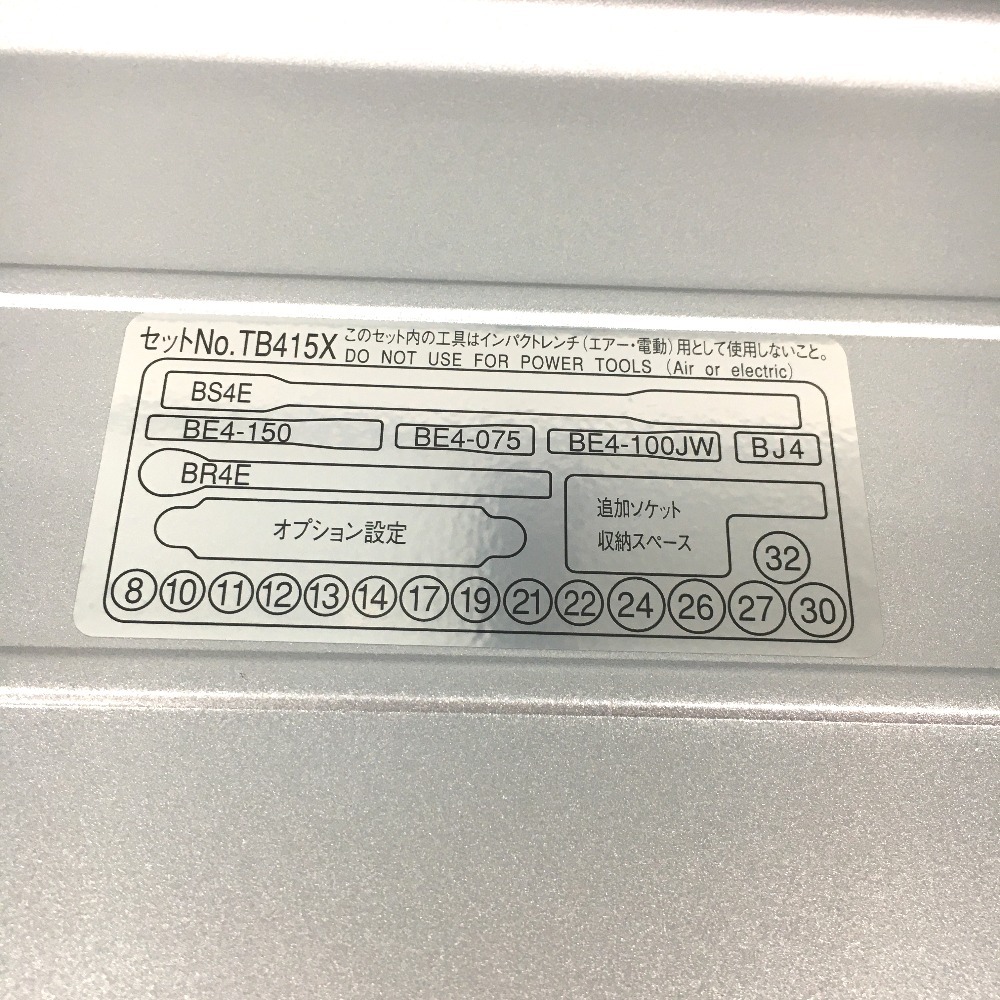 セットNo.TB415X このセット内の工具はインパクトレンチ(エアー・電動)用として使用しないこと。
DO NOT USE FOR POWER TOOLS (Air or electric)
BS4E
BE4-150 BE4-075 BE4-100JW BJ4
BR4E
追加ソケット
収納スペース
オプション設定
32
8 10 11 12 13 14 17 19 21 22 24 26 27 30